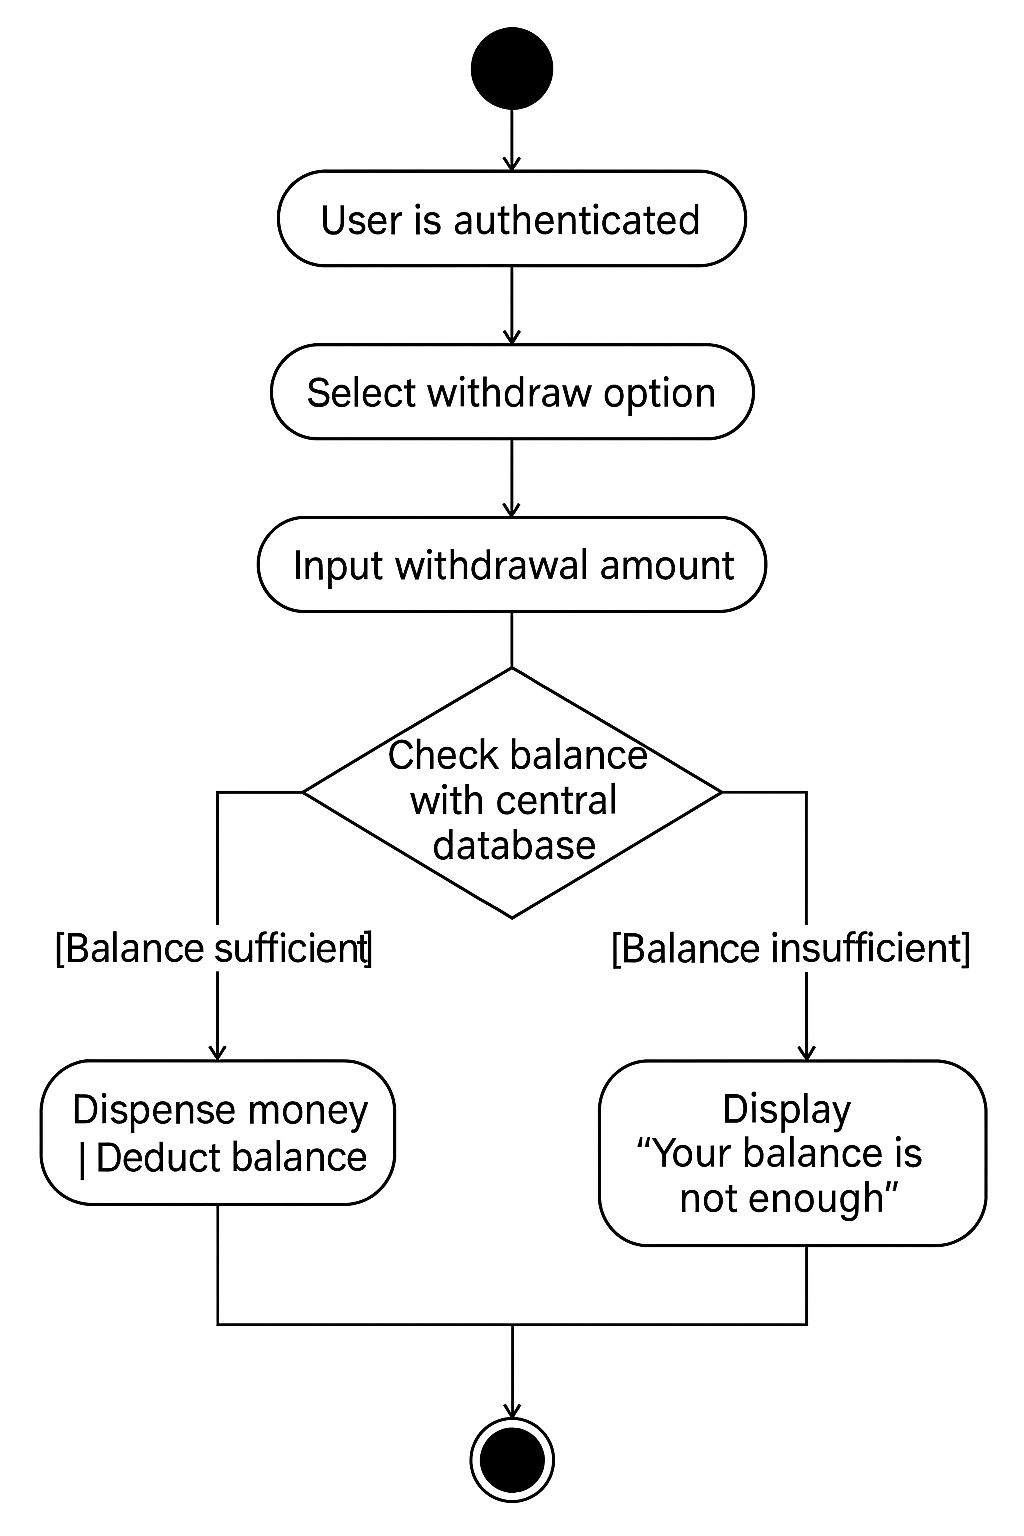 User is authenticated
Select withdraw option
Input withdrawal amount
Check balance
with central
database
[Balance sufficient]
[Balance insufficient]
Dispense money
| Deduct balance
Display
“Your balance is
not enough”